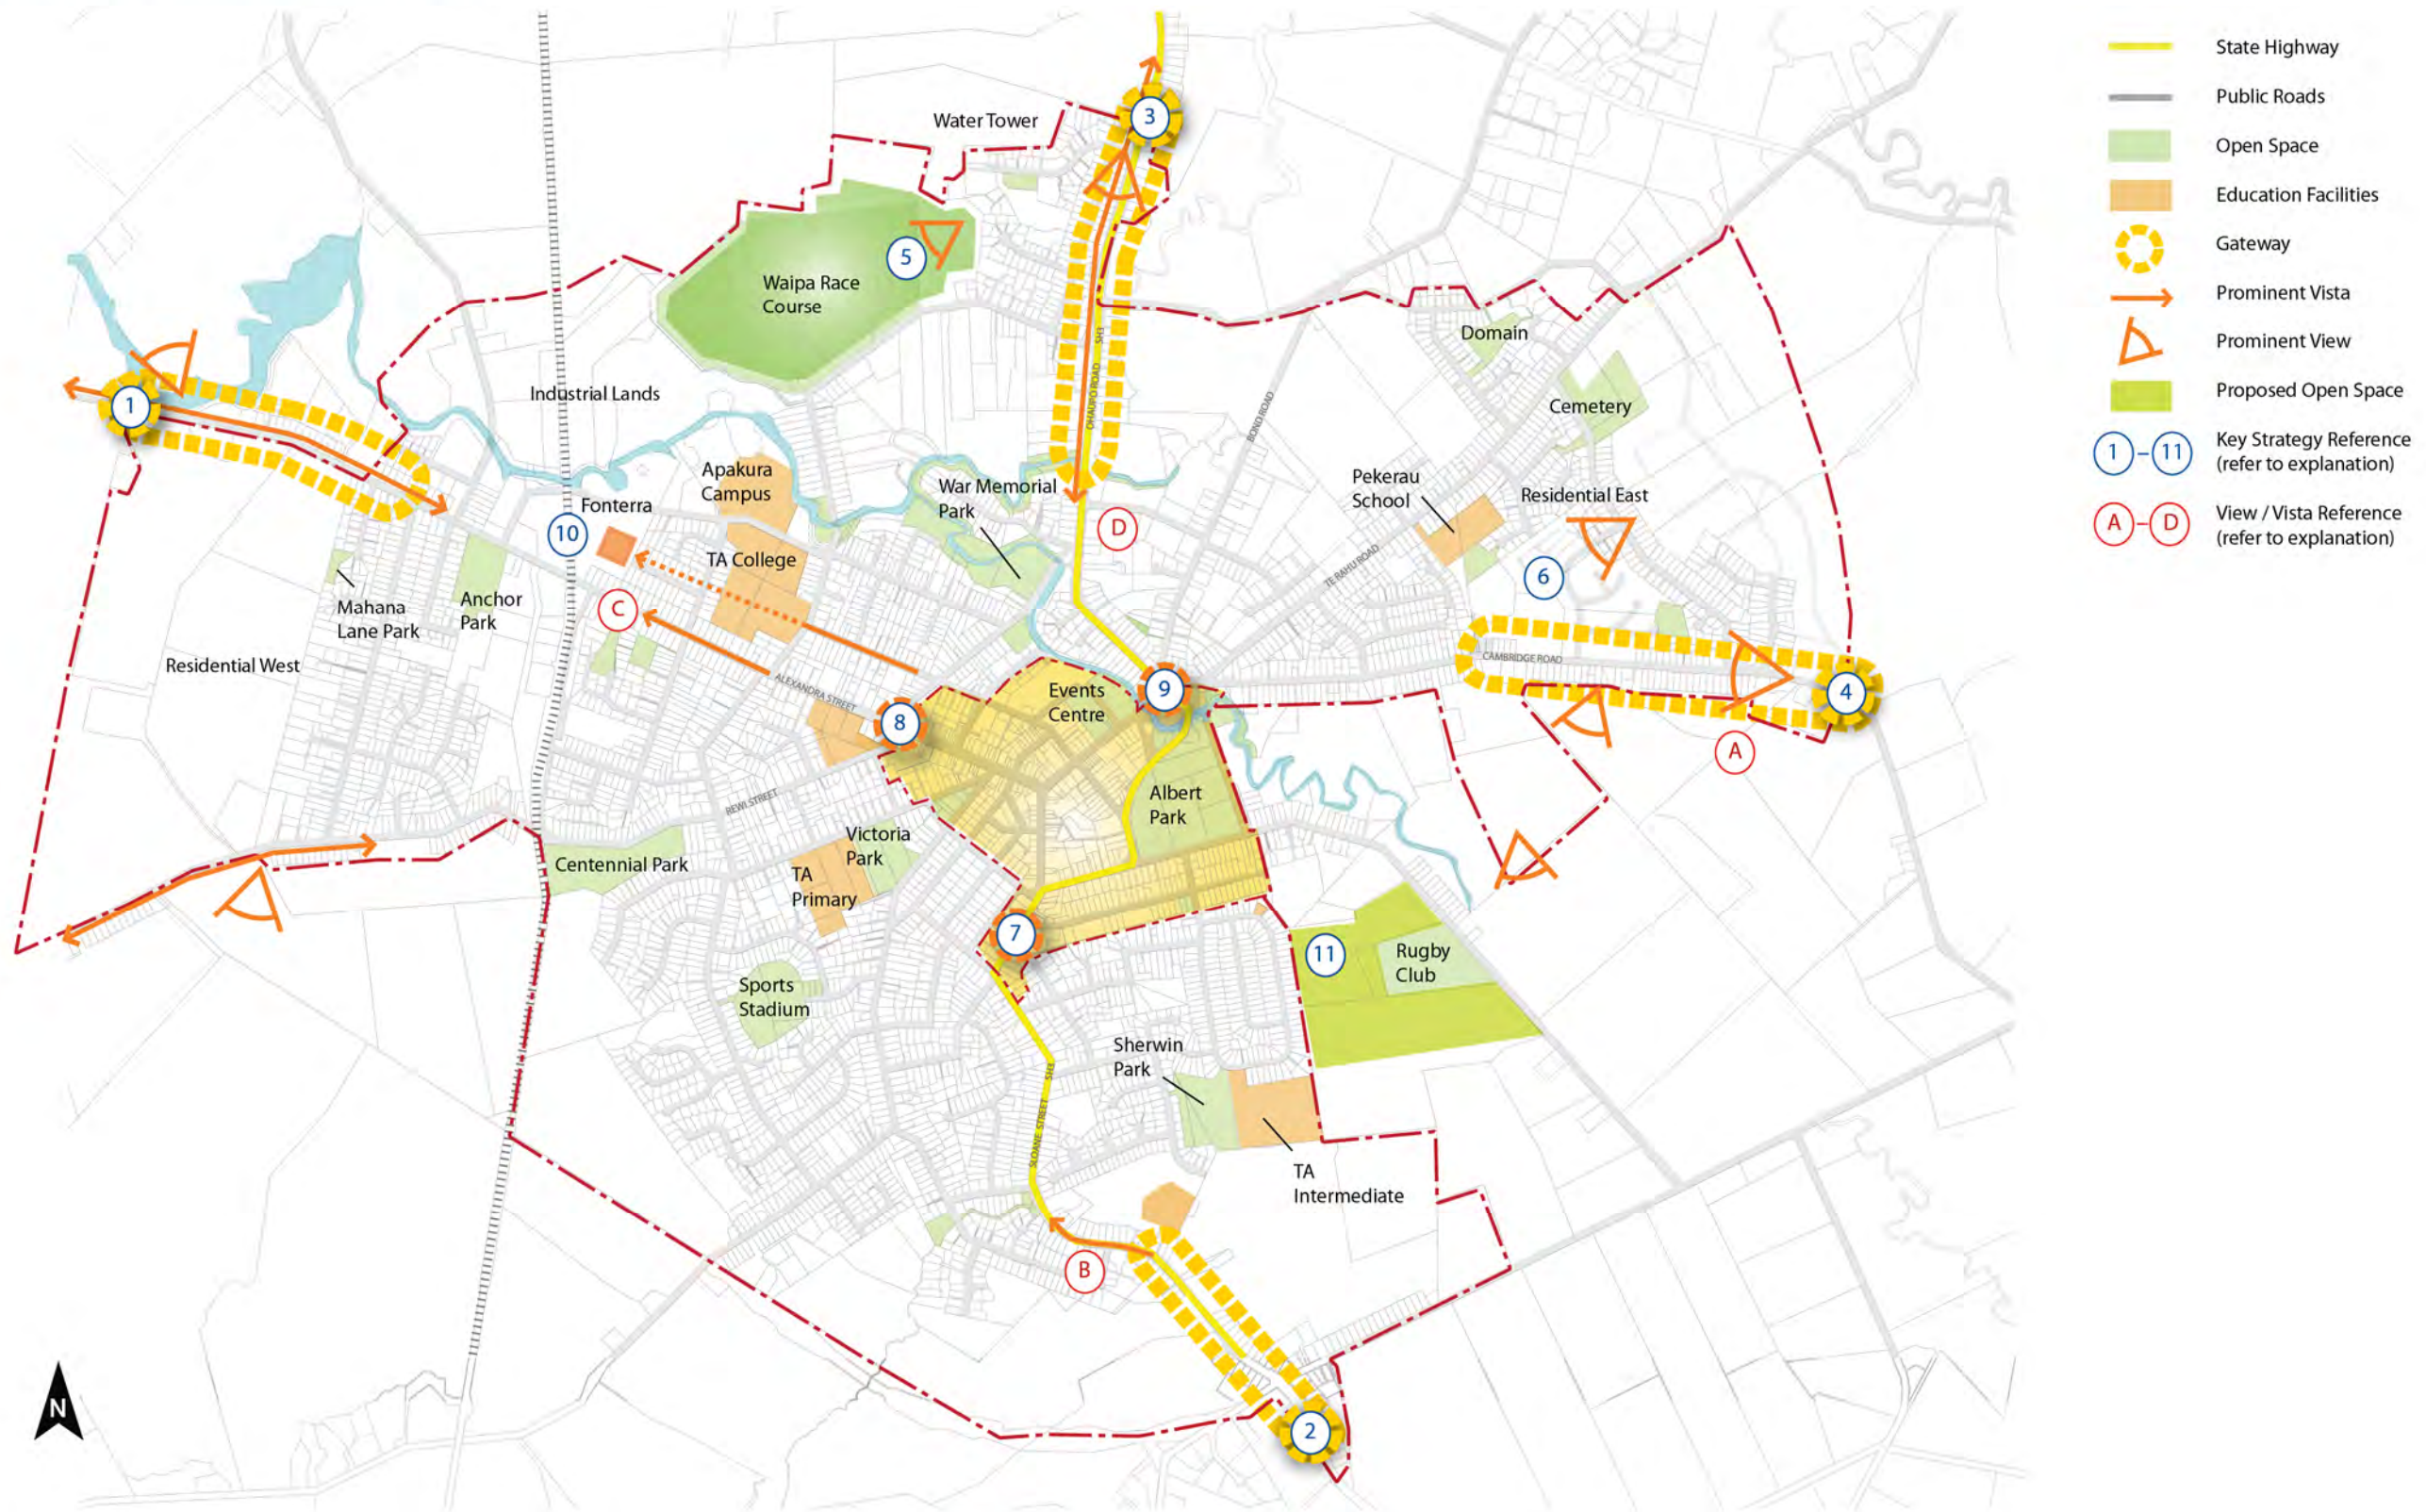 State Highway
Public Roads
Open Space
Education Facilities
Gateway
Prominent Vista
Prominent View
Proposed Open Space
1 – 11
Key Strategy Reference
(refer to explanation)
A – D
View / Vista Reference
(refer to explanation)
3
Water Tower
5
Waipa Race
Course
SH3
OHAUPO ROAD
BOND ROAD
Domain
Cemetery
1
Industrial Lands
Apakura
Campus
War Memorial
Park
Pekerau
School
Residential East
Fonterra
10
D
TA College
TE RAHU ROAD
6
C
Mahana
Lane Park
Anchor
Park
Residential West
CAMBRIDGE ROAD
ALEXANDRA STREET
Events
Centre
9
4
8
A
REWI STREET
Albert
Park
Victoria
Park
Centennial Park
TA
Primary
7
11
Rugby
Club
Sports
Stadium
Sherwin
Park
SH3
SLOANE STREET
TA
Intermediate
B
2
N